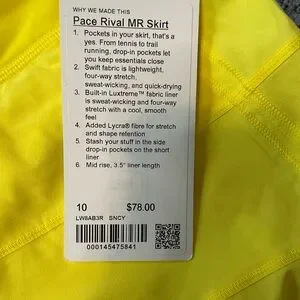 WHY WE MADE THIS
Pace Rival MR Skirt
1. Pockets in your skirt, that's a
yes. From tennis to trail
running, drop-in pockets let
you keep essentials close
2. Swift fabric is lightweight,
four-way stretch.
sweat-wicking, and quick-drying
3. Built-in Luxtreme™ fabric liner
is sweat-wicking and four-way
stretch with a cool, smooth
feel
4. Added Lycra® fibre for stretch
and shape retention
5. Stash your stuff in the side
drop-in pockets on the short
liner
6. Mid rise, 3.5" liner length
10 $78.00
LW8AB3R SNCY
000145475841